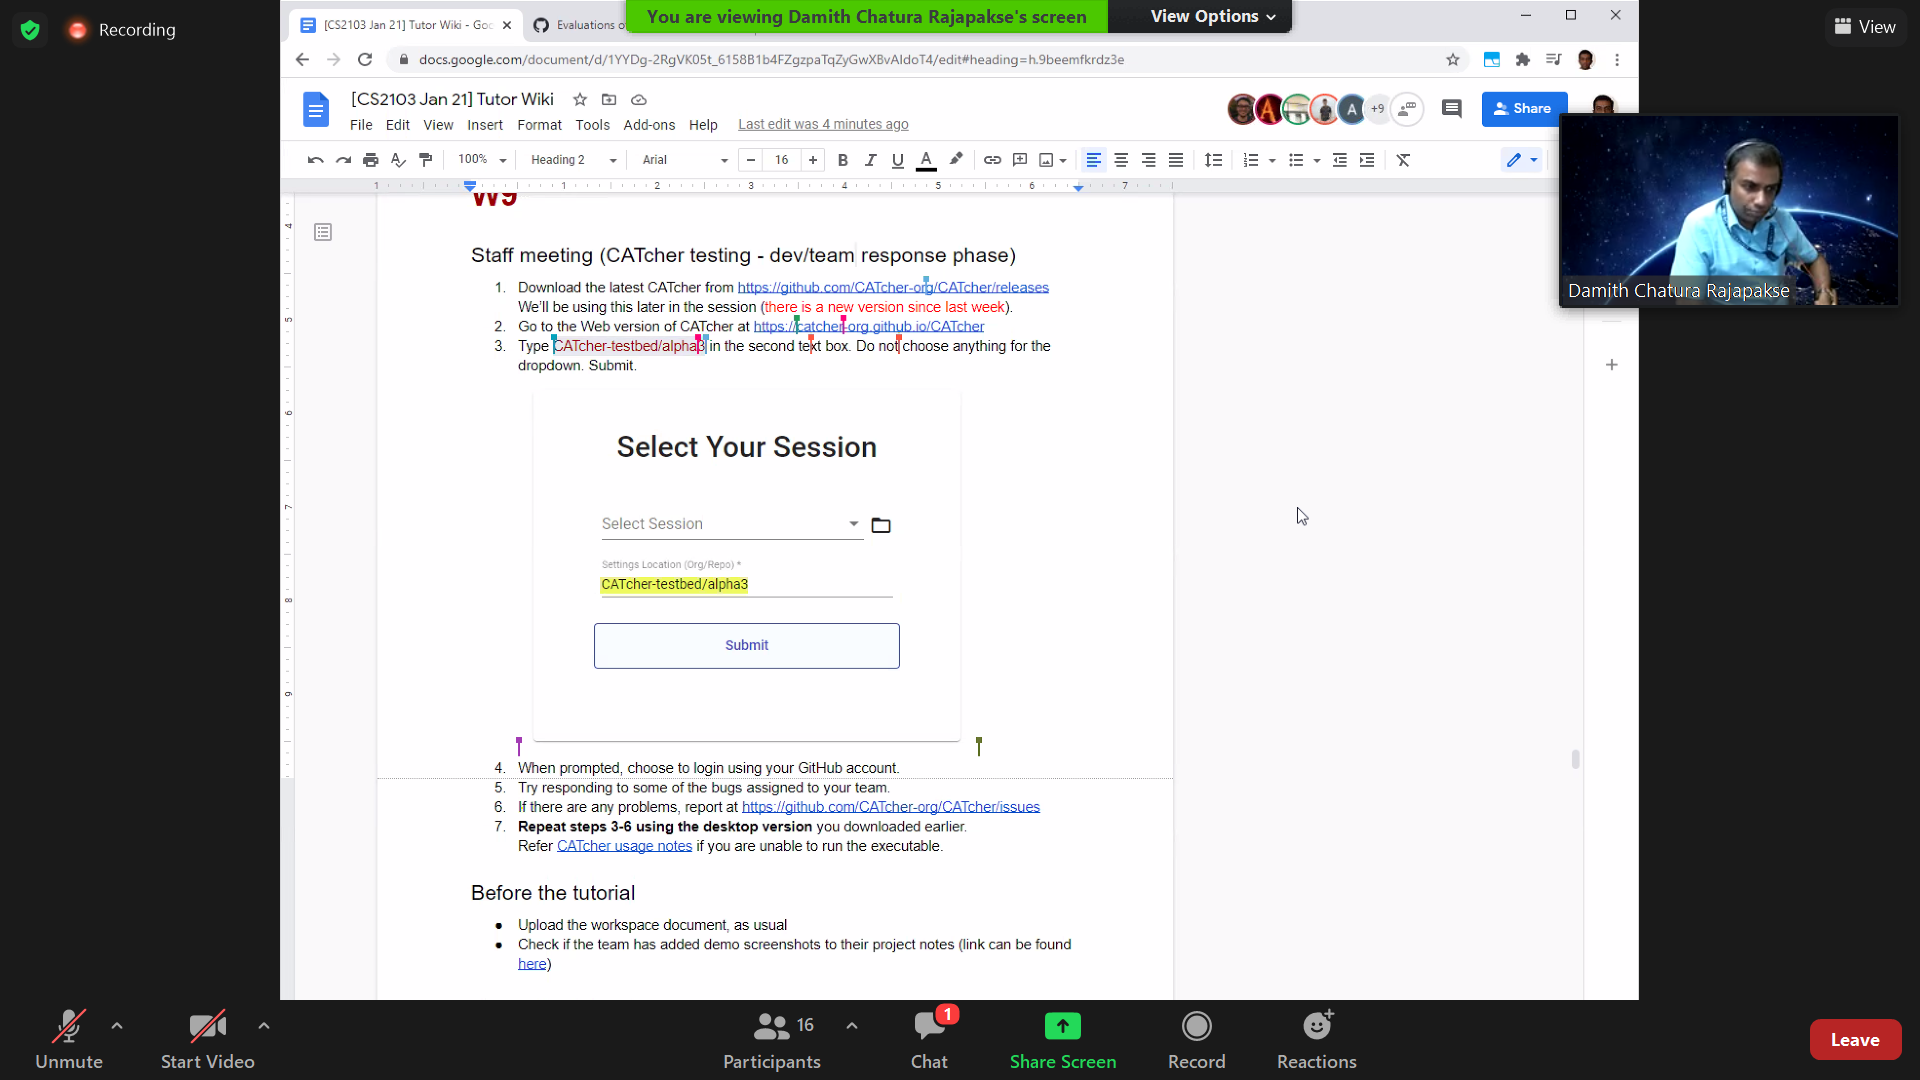 Recording
You are viewing Damith Chatura Rajapakse's screen
View Options
View
[CS2103 Jan 21] Tutor Wiki - Goo
Evaluations o
docs.google.com/document/d/1YYDg-2RgVK05t_6158B1b4FZgzpaTqZyGwXBvAIdoT4/edit#heading=h.9beemfkrdz3e
[CS2103 Jan 21] Tutor Wiki
File Edit View Insert Format Tools Add-ons Help Last edit was 4 minutes ago
A
+9
Share
100% Heading 2 Arial 16
W9
Staff meeting (CATcher testing - dev/team response phase)
1. Download the latest CATcher from https://github.com/CATcher-org/CATcher/releases
We'll be using this later in the session (there is a new version since last week).
2. Go to the Web version of CATcher at https://catcher-org.github.io/CATcher
3. Type CATcher-testbed/alpha3 in the second text box. Do not choose anything for the
dropdown. Submit.
Select Your Session
Select Session
Settings Location (Org/Repo) *
CATcher-testbed/alpha3
Submit
4. When prompted, choose to login using your GitHub account.
5. Try responding to some of the bugs assigned to your team.
6. If there are any problems, report at https://github.com/CATcher-org/CATcher/issues
7. Repeat steps 3-6 using the desktop version you downloaded earlier.
Refer CATcher usage notes if you are unable to run the executable.
Before the tutorial
● Upload the workspace document, as usual
● Check if the team has added demo screenshots to their project notes (link can be found
here)
Damith Chatura Rajapakse
Unmute
Start Video
16
Participants
1
Chat
Share Screen
Record
Reactions
Leave